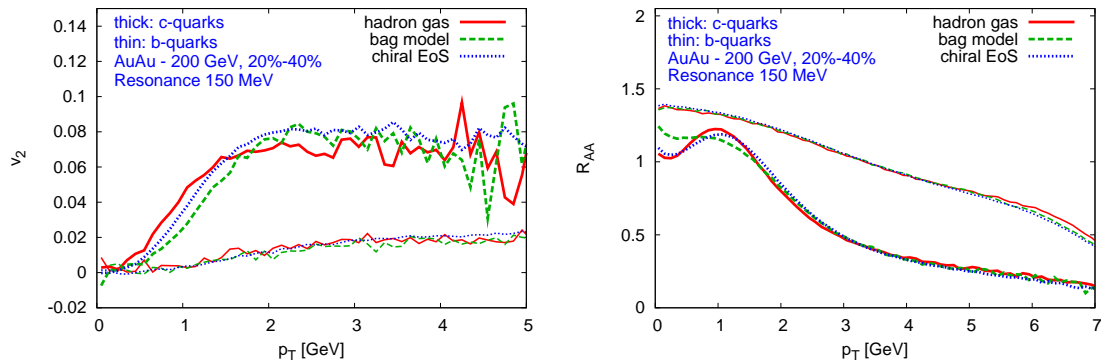 0.14
0.12
0.1
0.08
0.06
0.04
0.02
0
-0.02
v2
thick: c-quarks
thin: b-quarks
AuAu - 200 GeV, 20%-40%
Resonance 150 MeV
hadron gas
bag model
chiral EoS
0 1 2 3 4 5
pT [GeV]
2
1.5
1
0.5
0
RAA
thick: c-quarks
thin: b-quarks
AuAu - 200 GeV, 20%-40%
Resonance 150 MeV
hadron gas
bag model
chiral EoS
0 1 2 3 4 5 6 7
pT [GeV]